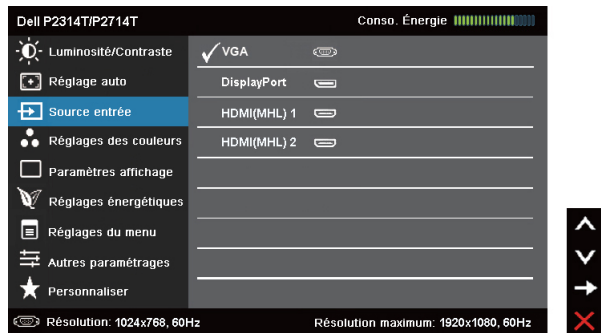 Dell P2314T/P2714T
Conso. Énergie
Luminosité/Contraste
Réglage auto
Source entrée
Réglages des couleurs
Paramètres affichage
Réglages énergétiques
Réglages du menu
Autres paramétrages
Personnaliser
VGA
DisplayPort
HDMI(MHL) 1
HDMI(MHL) 2
Résolution: 1024x768, 60Hz
Résolution maximum: 1920x1080, 60Hz